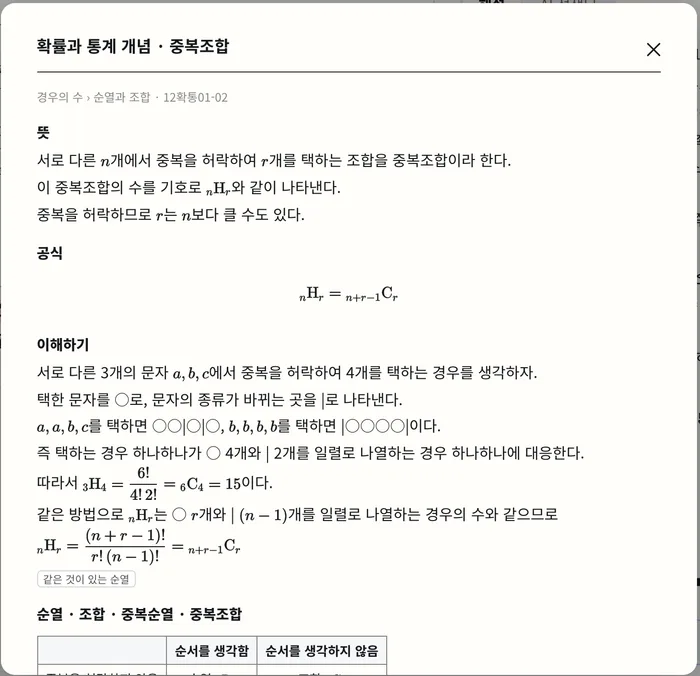 확률과 통계 개념 · 중복조합
경우의 수 › 순열과 조합 · 12확통01-02
뜻
서로 다른 n개에서 중복을 허락하여 r개를 택하는 조합을 중복조합이라 한다.
이 중복조합의 수를 기호로 ₙHᵣ와 같이 나타낸다.
중복을 허락하므로 r는 n보다 클 수도 있다.
공식
ₙHᵣ = ₙ₊ᵣ₋₁Cᵣ
이해하기
서로 다른 3개의 문자 a, b, c에서 중복을 허락하여 4개를 택하는 경우를 생각하자.
택한 문자를 ○로, 문자의 종류가 바뀌는 곳을 |로 나타낸다.
a, a, b, c를 택하면 ○○|○|○, b, b, b, b를 택하면 |○○○○|이다.
즉 택하는 경우 하나하나가 ○ 4개와 | 2개를 일렬로 나열하는 경우 하나하나에 대응한다.
따라서 ₃H₄ = 6!/(4! 2!) = ₆C₄ = 15이다.
같은 방법으로 ₙHᵣ는 ○ r개와 | (n − 1)개를 일렬로 나열하는 경우의 수와 같으므로
ₙHᵣ = (n + r − 1)!/(r! (n − 1)!) = ₙ₊ᵣ₋₁Cᵣ
같은 것이 있는 순열
순열 · 조합 · 중복순열 · 중복조합
순서를 생각함 순서를 생각하지 않음